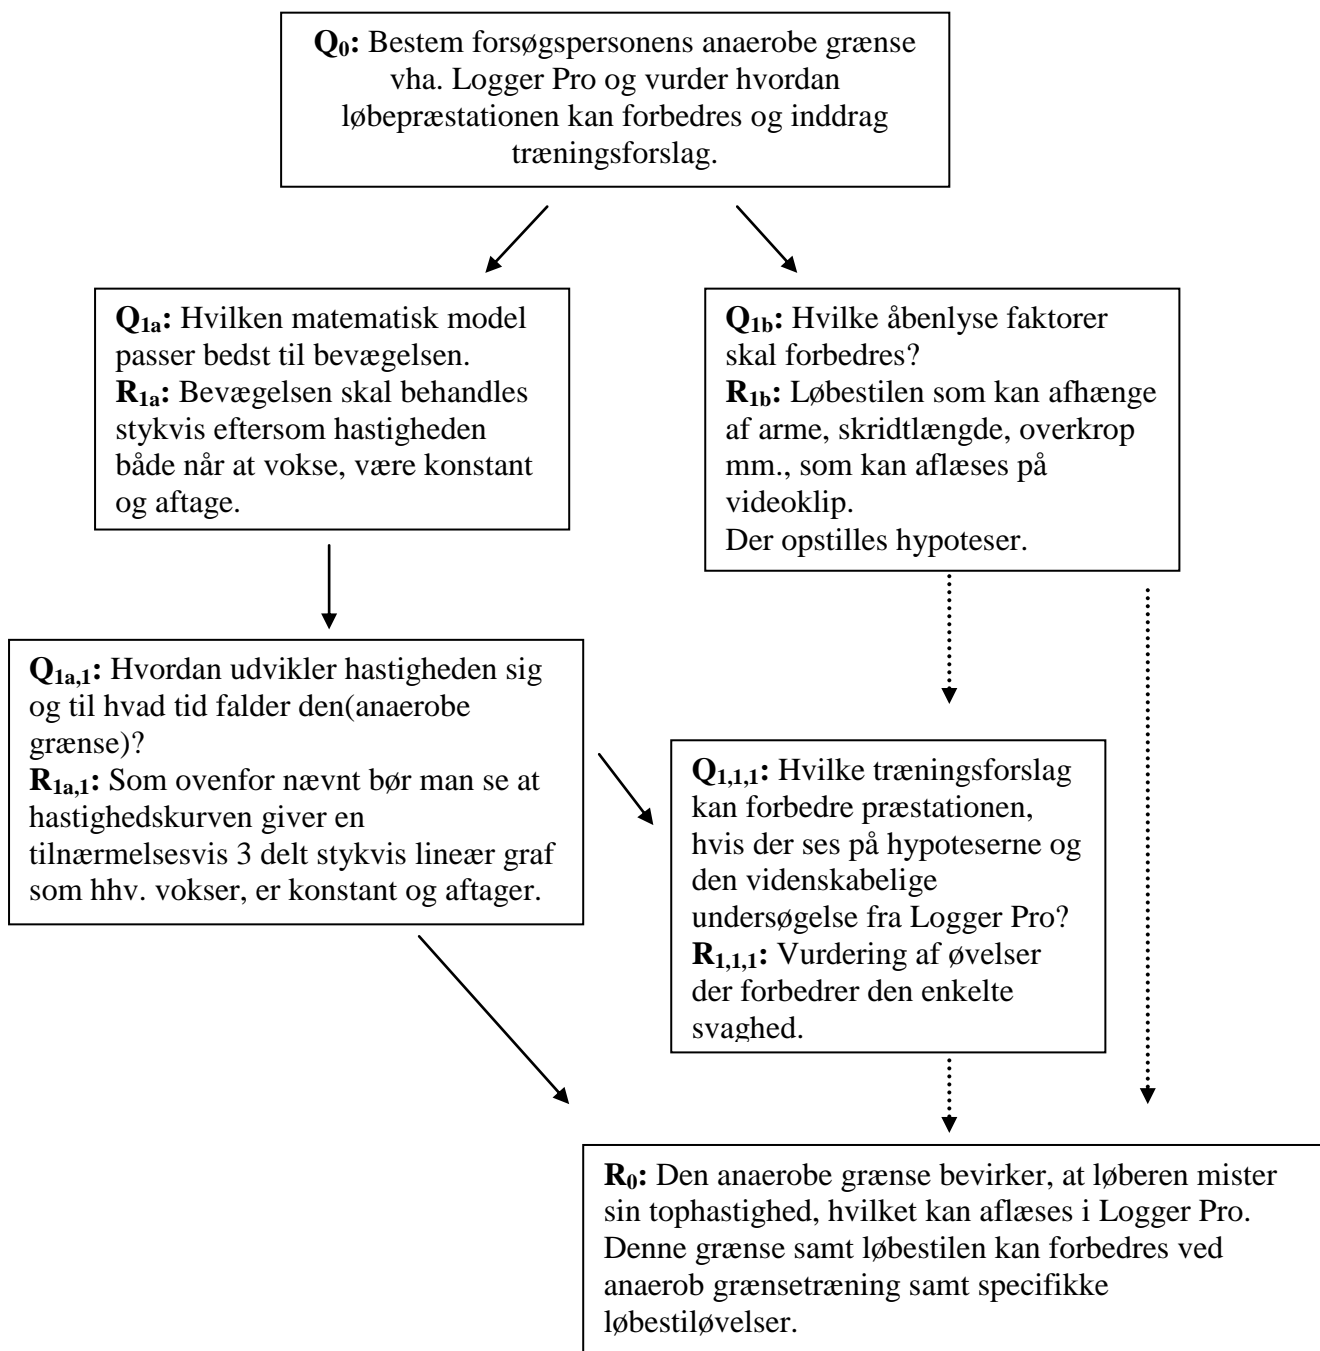 Q0: Bestem forsøgspersonens anaerobe grænse
vha. Logger Pro og vurder hvordan
løbepræstationen kan forbedres og inddrag
træningsforslag.
Q1a: Hvilken matematisk model
passer bedst til bevægelsen.
R1a: Bevægelsen skal behandles
stykvis eftersom hastigheden
både når at vokse, være konstant
og aftage.
Q1b: Hvilke åbenlyse faktorer
skal forbedres?
R1b: Løbestilen som kan afhænge
af arme, skridtlængde, overkrop
mm., som kan aflæses på
videoklip.
Der opstilles hypoteser.
Q1a,1: Hvordan udvikler hastigheden sig
og til hvad tid falder den(anaerobe
grænse)?
R1a,1: Som ovenfor nævnt bør man se at
hastighedskurven giver en
tilnærmelsesvis 3 delt stykvis lineær graf
som hhv. vokser, er konstant og aftager.
Q1,1,1: Hvilke træningsforslag
kan forbedre præstationen,
hvis der ses på hypoteserne og
den videnskabelige
undersøgelse fra Logger Pro?
R1,1,1: Vurdering af øvelser
der forbedrer den enkelte
svaghed.
R0: Den anaerobe grænse bevirker, at løberen mister
sin tophastighed, hvilket kan aflæses i Logger Pro.
Denne grænse samt løbestilen kan forbedres ved
anaerob grænsetræning samt specifikke
løbestiløvelser.